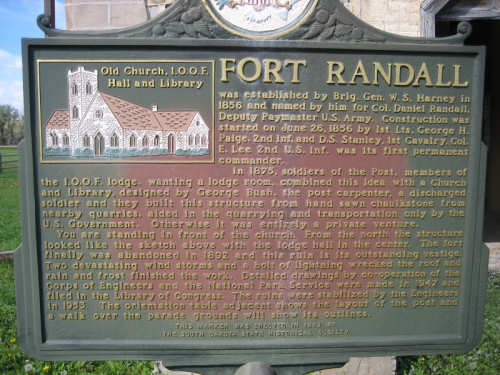 Old Church, I.O.O.F.
Hall and Library
FORT RANDALL
was established by Brig. Gen. W. S. Harney in
1856 and named by him for Col. Daniel Randall,
Deputy Paymaster U.S. Army. Construction was
started on June 26, 1856 by 1st Lts. George H.
Paige, 2nd Inf. and D.S. Stanley, 1st Cavalry. Col.
E. Lee 2nd U.S. Inf. was its first permanent
commander.
In 1875, soldiers of the Post, members of
the I.O.O.F. lodge, wanting a lodge room, combined this idea with a Church
and Library designed by George Bush, the post carpenter, a discharged
soldier and they built this structure from hand sawn chaulkstone from
nearby quarries, aided in the quarrying and transportation only by the
U.S. Government. Otherwise it was entirely a private venture.
You are standing in front of the church. From the north the structure
looked like the sketch above with the lodge hall in the center. The fort
finally was abandoned in 1892 and this ruin is its outstanding vestige.
Two devastating wind storms and a bolt of lightning wrecked the roof and
rain and frost finished the work. Detailed drawings by co-operation of the
Corps of Engineers and the National Park Service were made in 1947 and
filed in the Library of Congress. The ruins were stabilized by the Engineers
in 1953. The orientation table adjacent shows the layout of the post and
a walk over the parade grounds will show its outlines.
THIS MARKER WAS ERECTED IN BY
THE SOUTH DAKOTA STATE HISTORICAL SOCIETY